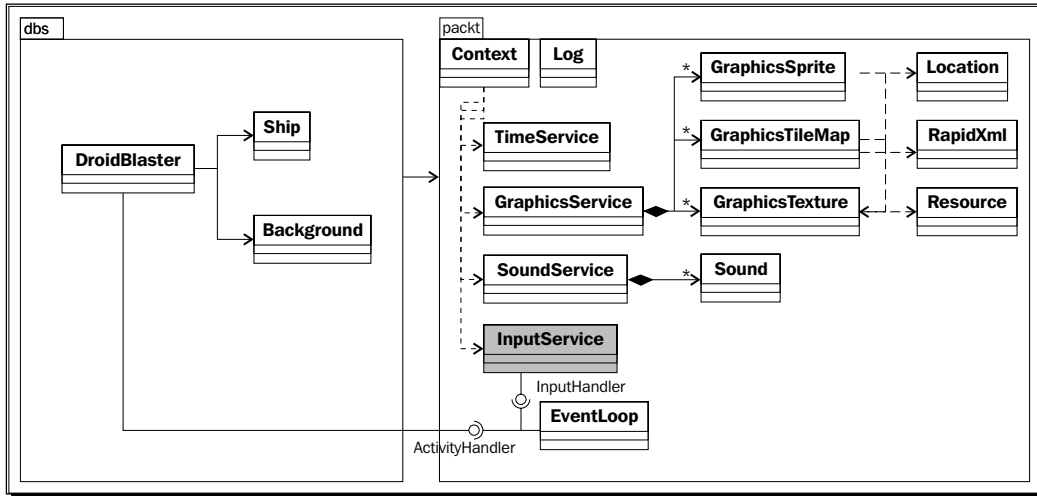 dbs
packt
Context
Log
GraphicsSprite
Location
*
Ship
TimeService
GraphicsTileMap
RapidXml
*
DroidBlaster
GraphicsService
GraphicsTexture
Resource
*
Background
SoundService
Sound
*
InputService
InputHandler
EventLoop
ActivityHandler